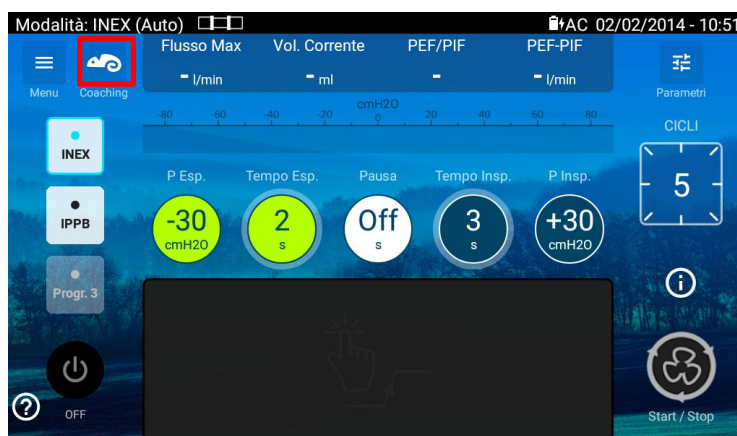 Modalità: INEX (Auto) AC 02/02/2014 - 10:51
Flusso Max Vol. Corrente PEF/PIF PEF-PIF
- l/min - ml - - l/min
Menu Coaching Parametri
cmH2O
-80 -60 -40 -20 0 20 40 60 80
CICLI
5
INEX
IPPB
Progr. 3
P Esp. Tempo Esp. Pausa Tempo Insp. P Insp.
-30 2 Off 3 +30
cmH2O s s s cmH2O
OFF
?
i
Start / Stop